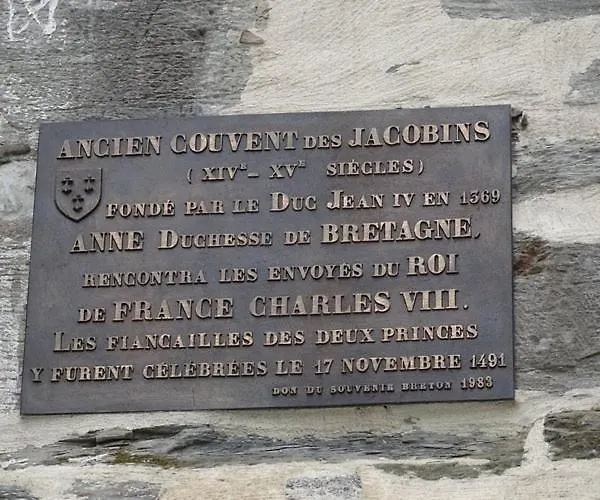 ANCIEN COUVENT DES JACOBINS
(XIVE - XVE SIÈCLES)
FONDÉ PAR LE DUC JEAN IV EN 1369
ANNE DUCHESSE DE BRETAGNE,
RENCONTRA LES ENVOYÉS DU ROI
DE FRANCE CHARLES VIII.
LES FIANCAILLES DES DEUX PRINCES
Y FURENT CÉLÉBRÉES LE 17 NOVEMBRE 1491
DON DU SOUVENIR BRETON 1983